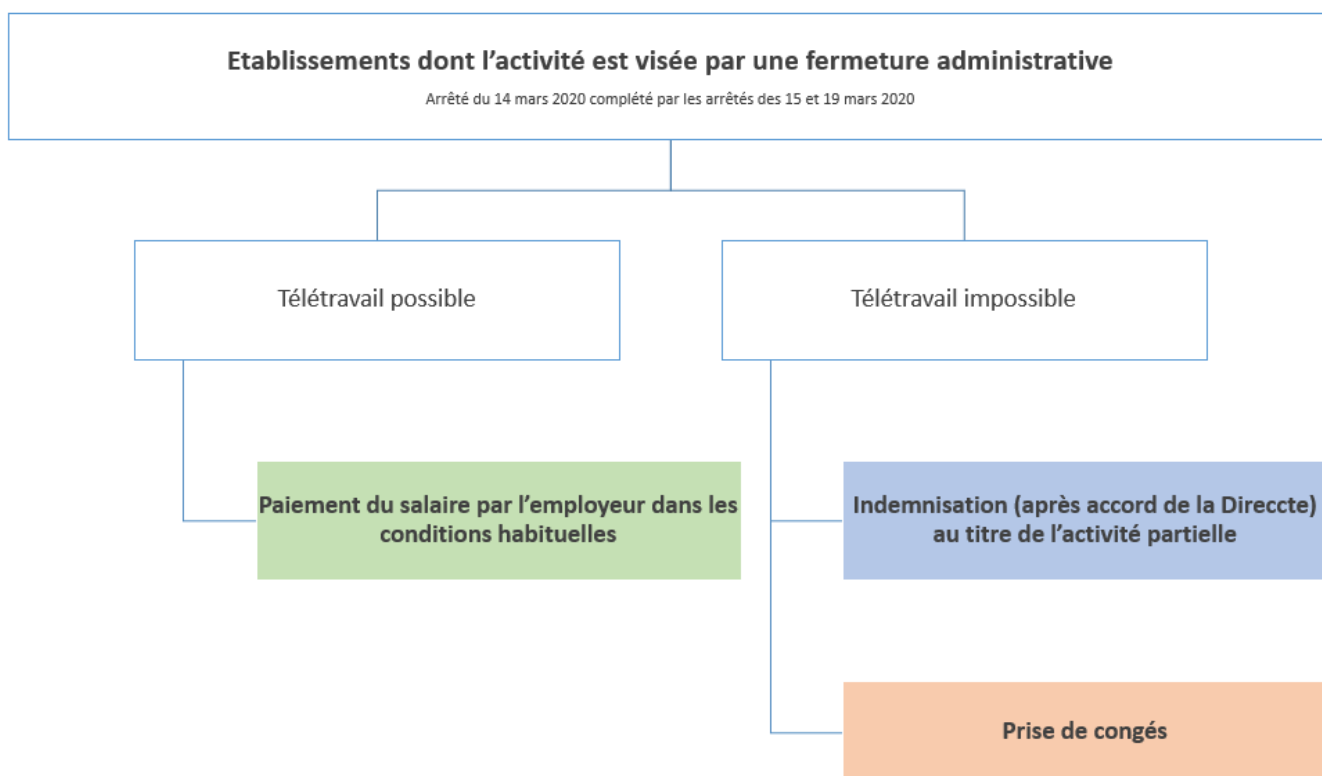 Etablissements dont l’activité est visée par une fermeture administrative
Arrêté du 14 mars 2020 complété par les arrêtés des 15 et 19 mars 2020
Télétravail possible
Télétravail impossible
Paiement du salaire par l’employeur dans les
conditions habituelles
Indemnisation (après accord de la Direccte)
au titre de l’activité partielle
Prise de congés